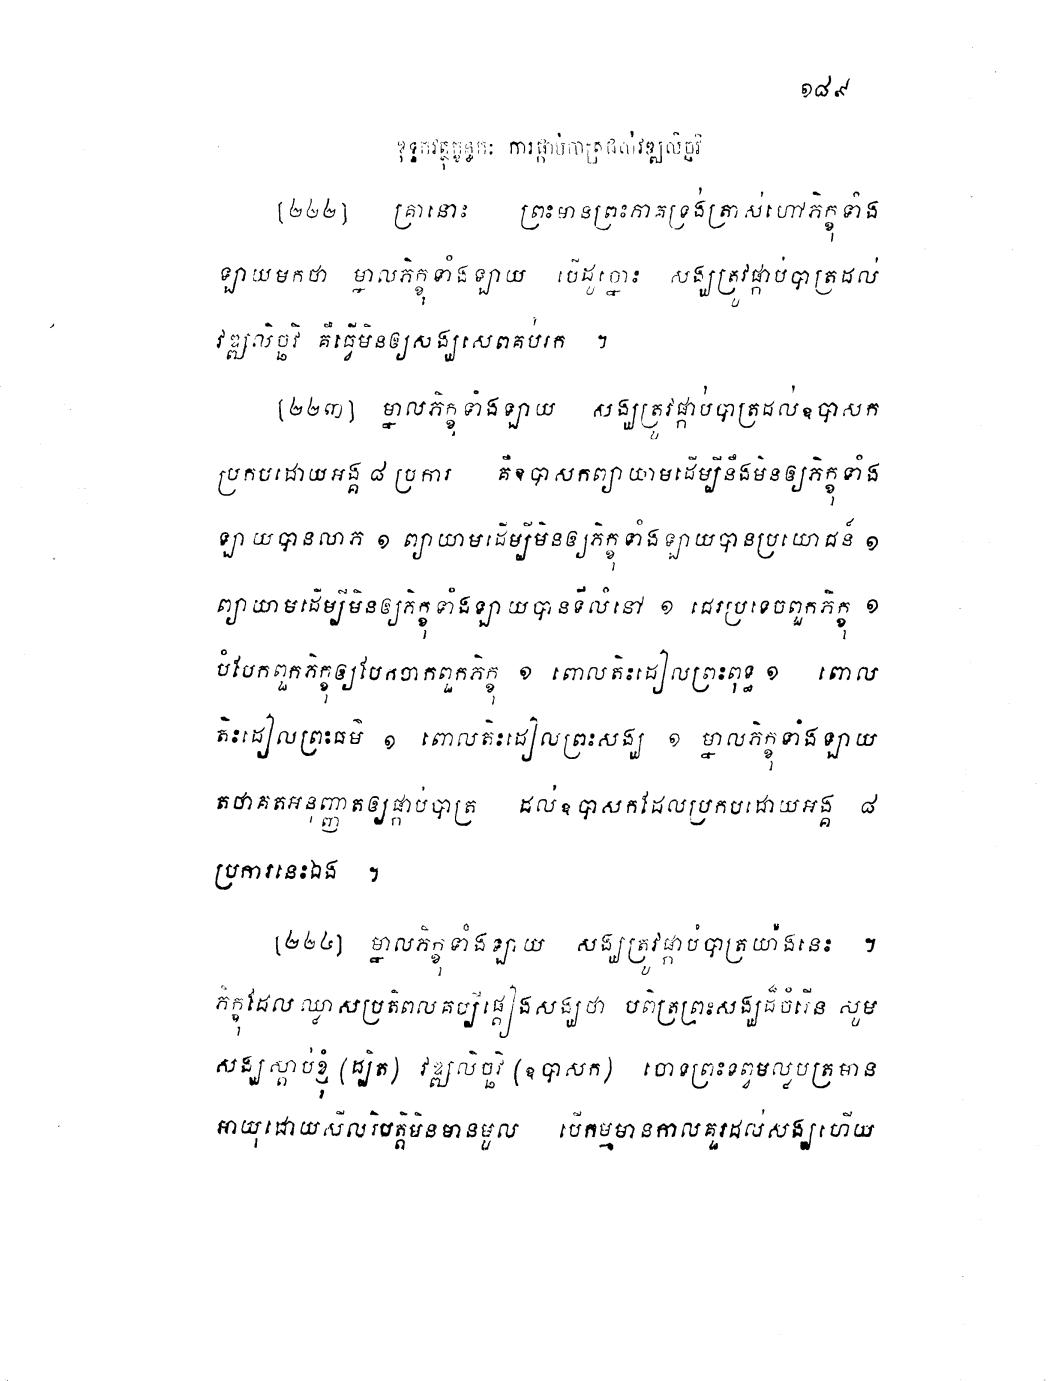 ១៨៩
ខុទ្ទកវត្ថុក្ខន្ធកៈ ការផ្កាប់បាត្រដល់វឌ្ឍលិច្ឆវិ
[២២២] គ្រានោះ ព្រះមានព្រះភាគទ្រង់ត្រាស់ហៅភិក្ខុទាំង
ឡាយមកថា ម្នាលភិក្ខុទាំងឡាយ បើដូច្នោះ សង្ឃត្រូវផ្កាប់បាត្រដល់
វឌ្ឍលិច្ឆវិ គឺធ្វើមិនឲ្យសង្ឃសេពគប់រក ។
[២២៣] ម្នាលភិក្ខុទាំងឡាយ សង្ឃត្រូវផ្កាប់បាត្រដល់ឧបាសក
ប្រកបដោយអង្គ ៨ ប្រការ គឺឧបាសកព្យាយាមដើម្បីនឹងមិនឲ្យភិក្ខុទាំង
ឡាយបានលាភ ១ ព្យាយាមដើម្បីមិនឲ្យភិក្ខុទាំងឡាយបានប្រយោជន៍ ១
ព្យាយាមដើម្បីមិនឲ្យភិក្ខុទាំងឡាយបានទីលំនៅ ១ ជេរប្រទេចពួកភិក្ខុ ១
បំបែកពួកភិក្ខុឲ្យបែកចាកពួកភិក្ខុ ១ ពោលតិះដៀលព្រះពុទ្ធ ១ ពោល
តិះដៀលព្រះធម៌ ១ ពោលតិះដៀលព្រះសង្ឃ ១ ម្នាលភិក្ខុទាំងឡាយ
តថាគតអនុញ្ញាតឲ្យផ្កាប់បាត្រ ដល់ឧបាសកដែលប្រកបដោយអង្គ ៨
ប្រការនេះឯង ។
[២២៤] ម្នាលភិក្ខុទាំងឡាយ សង្ឃត្រូវផ្កាប់បាត្រយ៉ាងនេះ ។
ភិក្ខុដែលឈ្លាសប្រតិពលគប្បីផ្ដៀងសង្ឃថា បពិត្រព្រះសង្ឃដ៏ចំរើន សូម
សង្ឃស្ដាប់ខ្ញុំ (ដ្បិត) វឌ្ឍលិច្ឆវិ (ឧបាសក) ចោទព្រះទព្វមល្លបុត្រមាន
អាយុដោយសីលវិបត្តិមិនមានមូល បើកម្មមានកាលគួរដល់សង្ឃហើយ